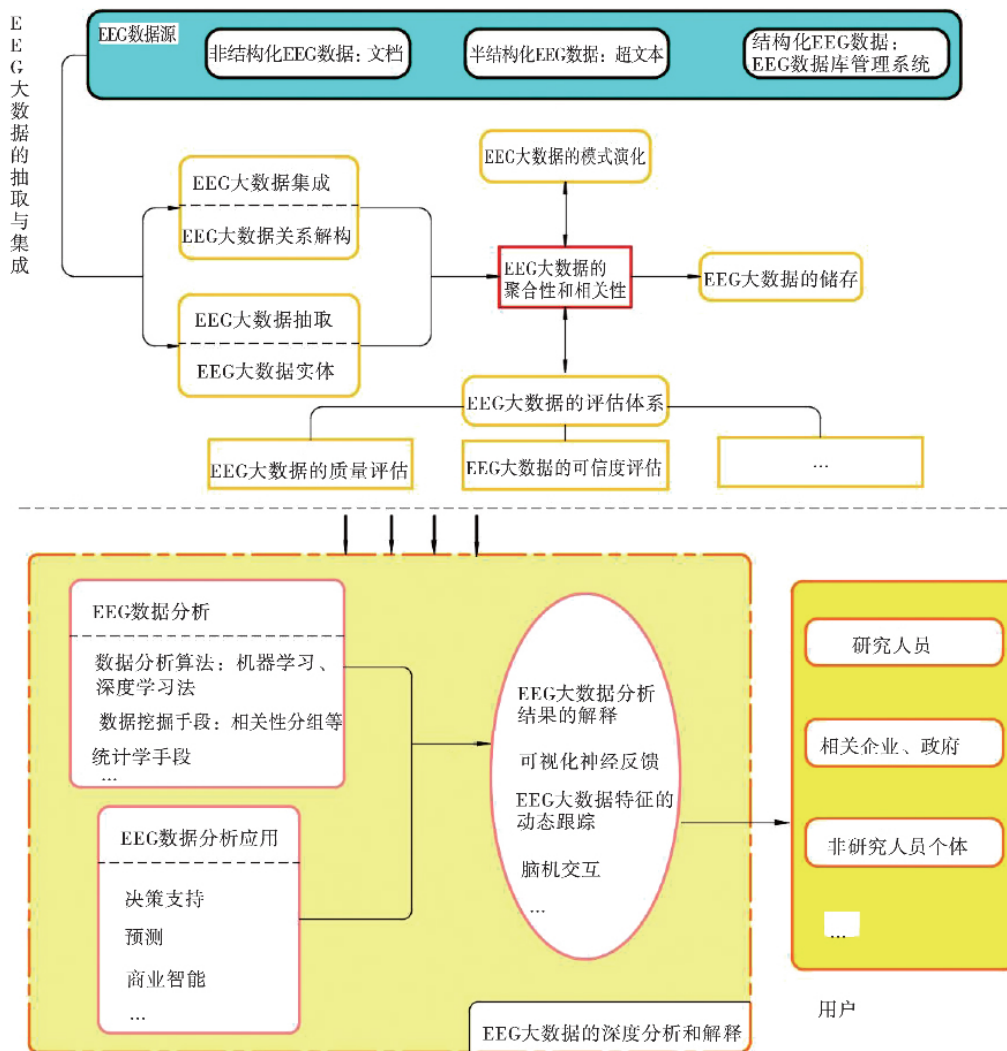 EEG大数据的抽取与集成
EEG数据源
非结构化EEG数据：文档
半结构化EEG数据：超文本
结构化EEG数据：
EEG数据库管理系统
EEG大数据的模式演化
EEG大数据集成
EEG大数据关系解构
EEG大数据的
聚合性和相关性
EEG大数据的储存
EEG大数据抽取
EEG大数据实体
EEG大数据的评估体系
EEG大数据的质量评估
EEG大数据的可信度评估
…
EEG数据分析
数据分析算法：机器学习、
深度学习法
数据挖掘手段：相关性分组等
统计学手段
…
EEG数据分析应用
决策支持
预测
商业智能
…
EEG大数据分析
结果的解释
可视化神经反馈
EEG大数据特征的
动态跟踪
脑机交互
…
EEG大数据的深度分析和解释
研究人员
相关企业、政府
非研究人员个体
…
用户